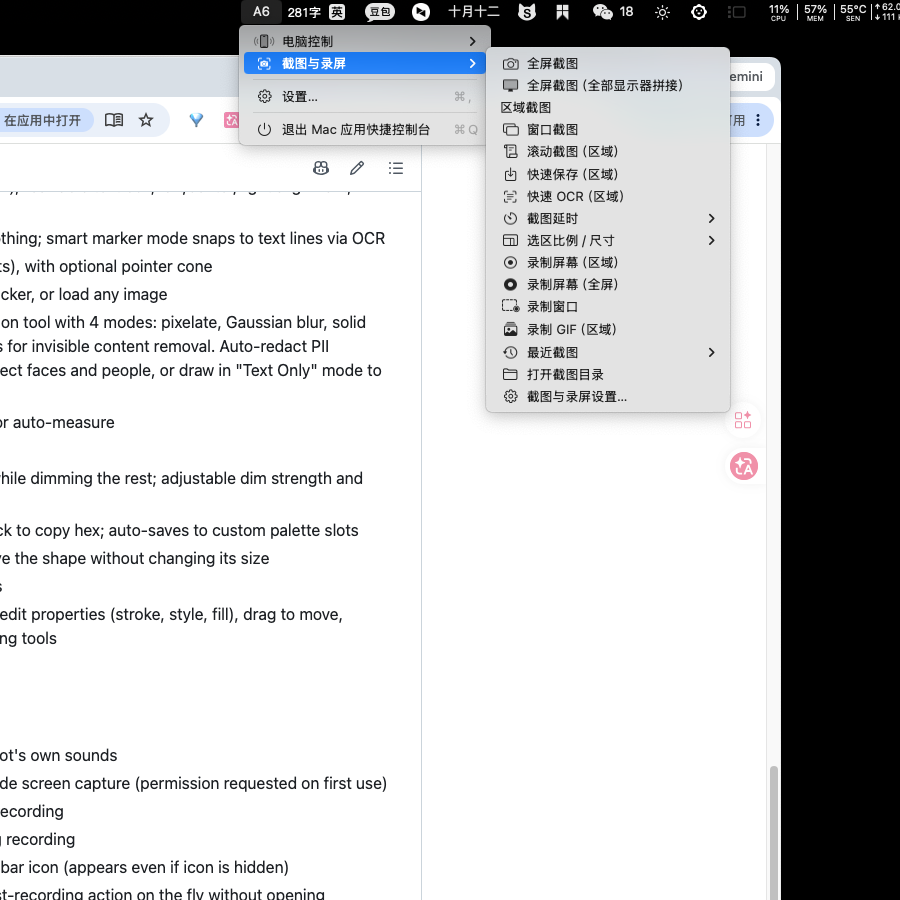 A6 281字 英 豆包 十月十二 18 11% CPU 57% MEM 55°C SEN
电脑控制
截图与录屏
设置... ⌘ ,
退出 Mac 应用快捷控制台 ⌘ Q
全屏截图
全屏截图 (全部显示器拼接)
区域截图
窗口截图
滚动截图 (区域)
快速保存 (区域)
快速 OCR (区域)
截图延时
选区比例 / 尺寸
录制屏幕 (区域)
录制屏幕 (全屏)
录制窗口
录制 GIF (区域)
最近截图
打开截图目录
截图与录屏设置...
emini
在应用中打开
用
thing; smart marker mode snaps to text lines via OCR
ts), with optional pointer cone
cker, or load any image
on tool with 4 modes: pixelate, Gaussian blur, solid
s for invisible content removal. Auto-redact PII
ect faces and people, or draw in "Text Only" mode to
or auto-measure
while dimming the rest; adjustable dim strength and
ck to copy hex; auto-saves to custom palette slots
ve the shape without changing its size
s
edit properties (stroke, style, fill), drag to move,
ng tools
ot's own sounds
de screen capture (permission requested on first use)
ecording
g recording
bar icon (appears even if icon is hidden)
st-recording action on the fly without opening